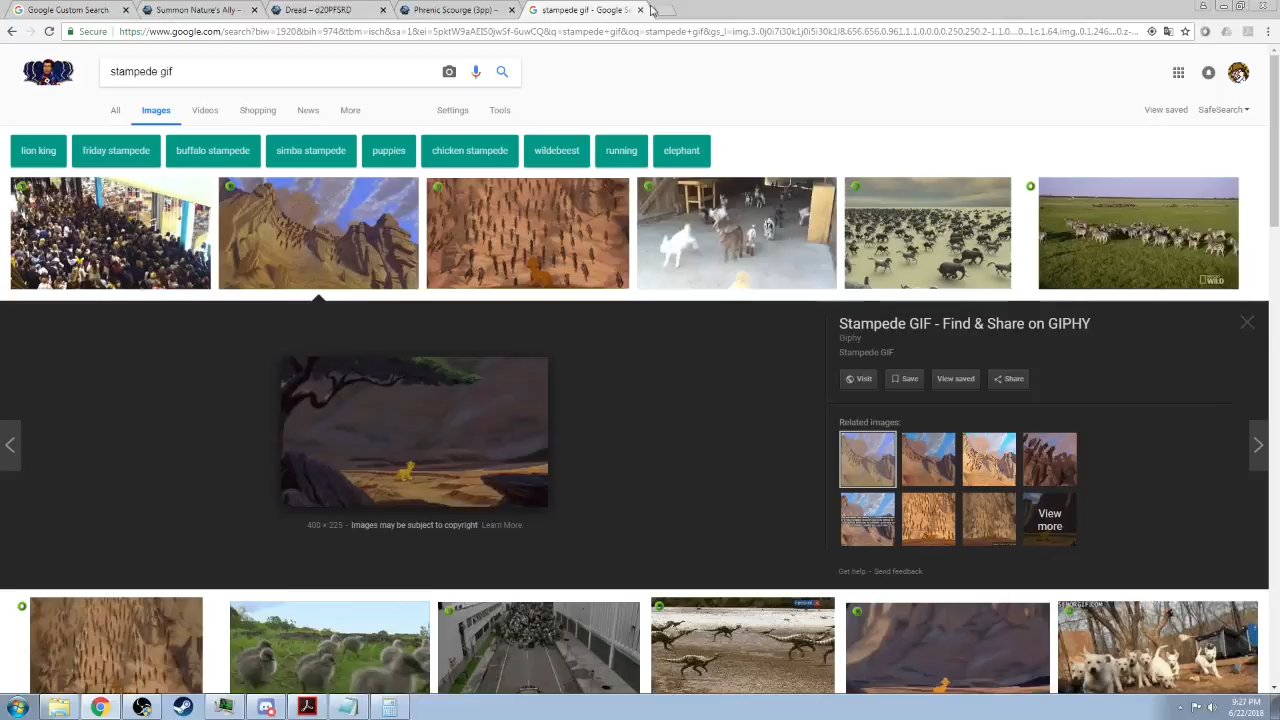 Google Custom Search
Summon Nature's Ally –
Dread – d20PFSRD
Phrenic Scourge (3pp) –
stampede gif - Google Se
Secure
stampede gif
All
Images
Videos
Shopping
News
More
Settings
Tools
View saved
SafeSearch
lion king
friday stampede
buffalo stampede
simba stampede
puppies
chicken stampede
wildebeest
running
elephant
WILD
Stampede GIF - Find & Share on GIPHY
Giphy
Stampede GIF
Visit
Save
View saved
Share
Related images:
View
more
400 × 225 - Images may be subject to copyright Learn More
Get help - Send feedback
9:27 PM
6/22/2018